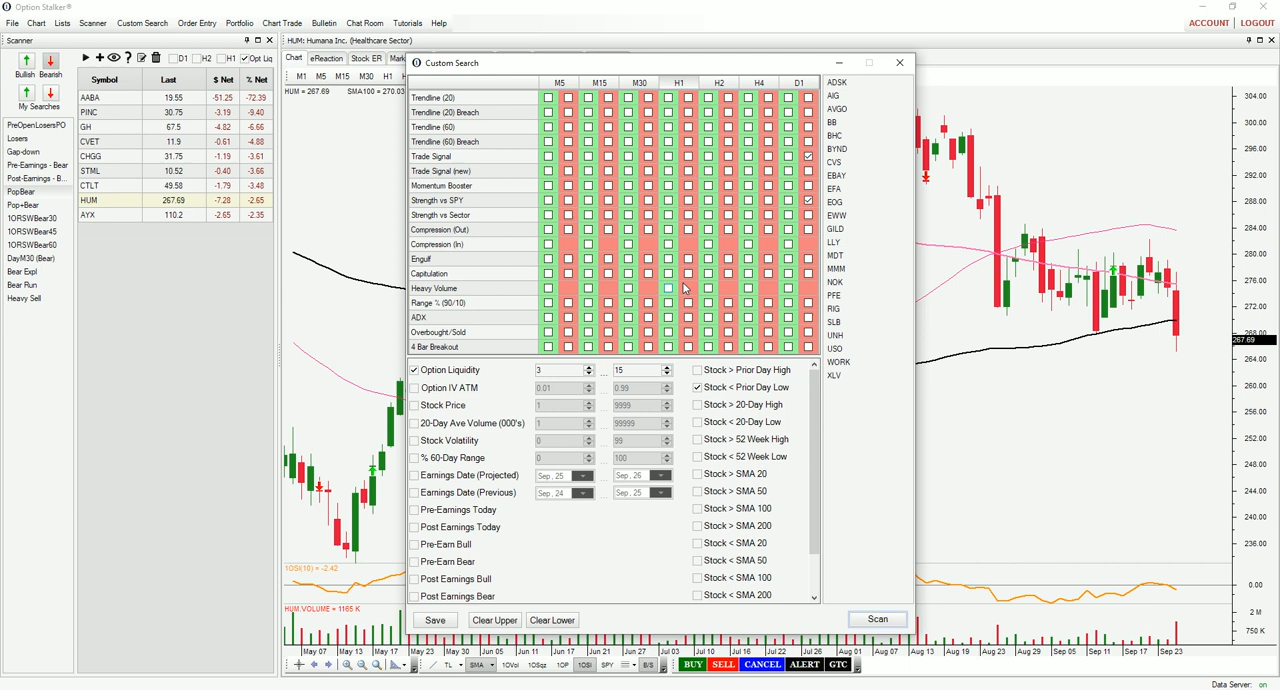 Option Stalker®
File Chart Lists Scanner Custom Search Order Entry Portfolio Chart Trade Bulletin Chat Room Tutorials Help
ACCOUNT LOGOUT
Scanner
HUM: Humana Inc. (Healthcare Sector)
Bullish Bearish
My Searches
D1 H2 H1 Opt Liq
PreOpenLosersPO
Losers
Gap-down
Pre-Earnings - Bear
Post-Earnings - B...
PopBear
Pop+Bear
1ORSWBear30
1ORSWBear45
1ORSWBear60
DayM30 (Bear)
Bear Expl
Bear Run
Heavy Sell
Symbol Last $ Net % Net
AABA 19.55 -51.25 -72.39
PINC 30.75 -3.19 -9.40
GH 67.5 -4.82 -6.66
CVET 11.9 -0.61 -4.88
CHGG 31.75 -1.19 -3.61
STML 10.52 -0.40 -3.66
CTLT 49.58 -1.79 -3.48
HUM 267.69 -7.28 -2.65
AYX 110.2 -2.65 -2.35
Chart eReaction Stock ER Mark
M1 M5 M15 M30 H1
HUM = 267.69 SMA100 = 270.03
Custom Search
M5 M15 M30 H1 H2 H4 D1
Trendline (20)
Trendline (20) Breach
Trendline (60)
Trendline (60) Breach
Trade Signal
Trade Signal (new)
Momentum Booster
Strength vs SPY
Strength vs Sector
Compression (Out)
Compression (In)
Engulf
Capitulation
Heavy Volume
Range % (90/10)
ADX
Overbought/Sold
4 Bar Breakout
Option Liquidity 3 ... 15
Option IV ATM 0.01 ... 0.99
Stock Price 1 ... 9999
20-Day Ave Volume (000's) 1 ... 99999
Stock Volatility 0 ... 99
% 60-Day Range 0 ... 100
Earnings Date (Projected) Sep. 25 ... Sep. 26
Earnings Date (Previous) Sep. 24 ... Sep. 25
Pre-Earnings Today
Post Earnings Today
Pre-Earn Bull
Pre-Earn Bear
Post Earnings Bull
Post Earnings Bear
Stock > Prior Day High
Stock < Prior Day Low
Stock > 20-Day High
Stock < 20-Day Low
Stock > 52 Week High
Stock < 52 Week Low
Stock > SMA 20
Stock > SMA 50
Stock > SMA 100
Stock > SMA 200
Stock < SMA 20
Stock < SMA 50
Stock < SMA 100
Stock < SMA 200
Save Clear Upper Clear Lower Scan
ADSK
AIG
AVGO
BB
BHC
BYND
CVS
EBAY
EFA
EOG
EWW
GILD
LLY
MDT
MMM
NOK
PFE
RIG
SLB
UNH
USO
WORK
XLV
304.00
300.00
296.00
292.00
288.00
284.00
280.00
276.00
272.00
268.00
267.69
264.00
260.00
256.00
252.00
248.00
244.00
240.00
236.00
1OSI(10) = -2.42
0.00
HUM.VOLUME = 1165 K
2 M
750 K
May 07 May 13 May 17 May 23 May 30 Jun 05 Jun 11 Jun 17 Jun 21 Jun 27 Jul 03 Jul 10 Jul 16 Jul 22 Jul 26 Aug 01 Aug 07 Aug 13 Aug 19 Aug 23 Aug 29 Sep 05 Sep 11 Sep 17 Sep 23
TL SMA 1OVol 1OSqz 1OP 1OSI SPY B/S BUY SELL CANCEL ALERT GTC
Data Server: on